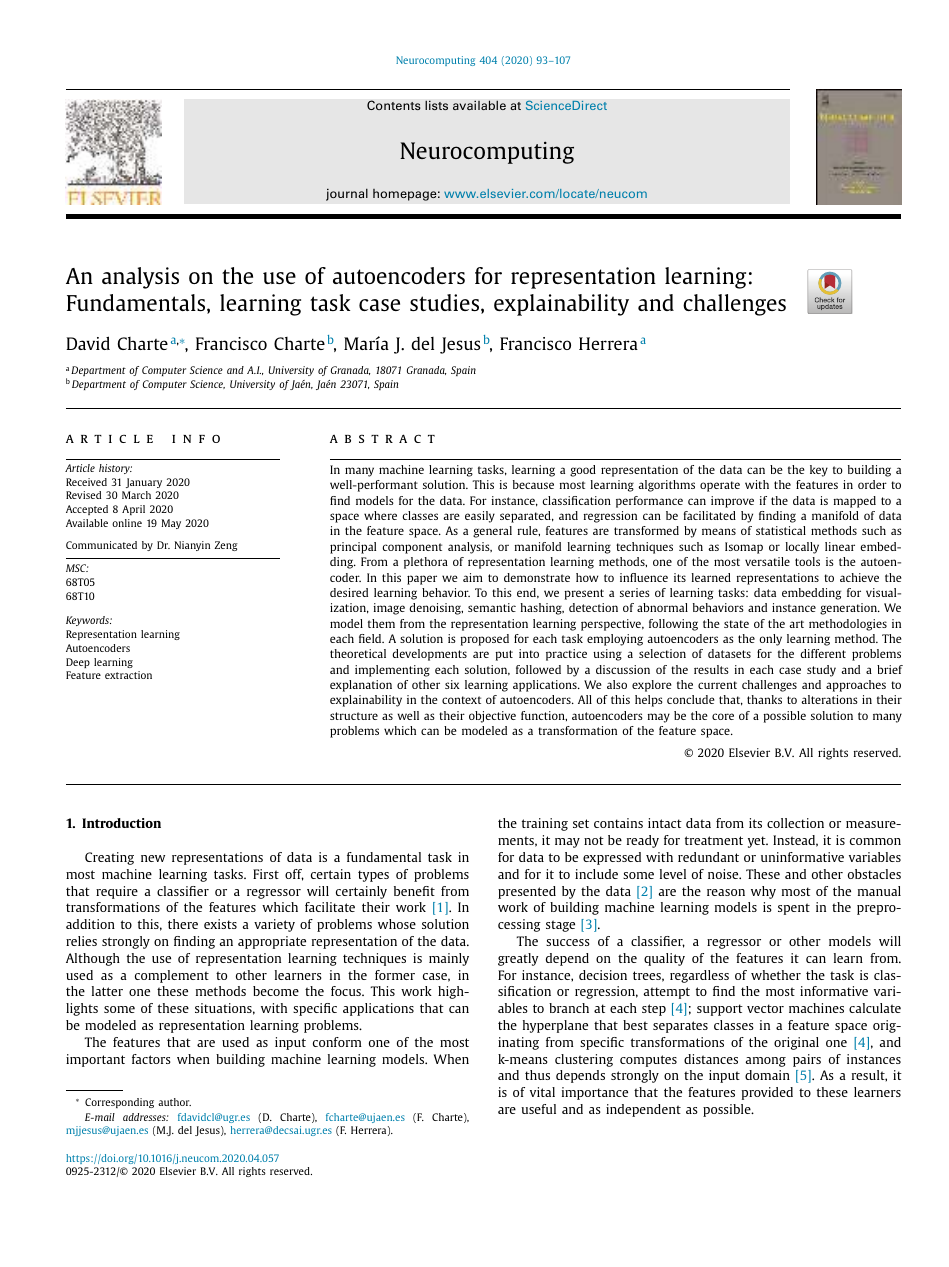 Neurocomputing 404 (2020) 93–107
Contents lists available at ScienceDirect
Neurocomputing
journal homepage: www.elsevier.com/locate/neucom
ELSEVIER
An analysis on the use of autoencoders for representation learning:
Fundamentals, learning task case studies, explainability and challenges
Check for
updates
David Charte a,*, Francisco Charte b, María J. del Jesus b, Francisco Herrera a
a Department of Computer Science and A.I., University of Granada, 18071 Granada, Spain
b Department of Computer Science, University of Jaén, Jaén 23071, Spain
ARTICLE INFO
Article history:
Received 31 January 2020
Revised 30 March 2020
Accepted 8 April 2020
Available online 19 May 2020
Communicated by Dr. Nianyin Zeng
MSC:
68T05
68T10
Keywords:
Representation learning
Autoencoders
Deep learning
Feature extraction
ABSTRACT
In many machine learning tasks, learning a good representation of the data can be the key to building a
well-performant solution. This is because most learning algorithms operate with the features in order to
find models for the data. For instance, classification performance can improve if the data is mapped to a
space where classes are easily separated, and regression can be facilitated by finding a manifold of data
in the feature space. As a general rule, features are transformed by means of statistical methods such as
principal component analysis, or manifold learning techniques such as Isomap or locally linear embed-
ding. From a plethora of representation learning methods, one of the most versatile tools is the autoen-
coder. In this paper we aim to demonstrate how to influence its learned representations to achieve the
desired learning behavior. To this end, we present a series of learning tasks: data embedding for visual-
ization, image denoising, semantic hashing, detection of abnormal behaviors and instance generation. We
model them from the representation learning perspective, following the state of the art methodologies in
each field. A solution is proposed for each task employing autoencoders as the only learning method. The
theoretical developments are put into practice using a selection of datasets for the different problems
and implementing each solution, followed by a discussion of the results in each case study and a brief
explanation of other six learning applications. We also explore the current challenges and approaches to
explainability in the context of autoencoders. All of this helps conclude that, thanks to alterations in their
structure as well as their objective function, autoencoders may be the core of a possible solution to many
problems which can be modeled as a transformation of the feature space.
© 2020 Elsevier B.V. All rights reserved.
1. Introduction
Creating new representations of data is a fundamental task in
most machine learning tasks. First off, certain types of problems
that require a classifier or a regressor will certainly benefit from
transformations of the features which facilitate their work [1]. In
addition to this, there exists a variety of problems whose solution
relies strongly on finding an appropriate representation of the data.
Although the use of representation learning techniques is mainly
used as a complement to other learners in the former case, in
the latter one these methods become the focus. This work high-
lights some of these situations, with specific applications that can
be modeled as representation learning problems.
The features that are used as input conform one of the most
important factors when building machine learning models. When
* Corresponding author.
E-mail addresses: fdavidcl@ugr.es (D. Charte), fcharte@ujaen.es (F. Charte),
mjjesus@ujaen.es (M.J. del Jesus), herrera@decsai.ugr.es (F. Herrera).
https://doi.org/10.1016/j.neucom.2020.04.057
0925-2312/© 2020 Elsevier B.V. All rights reserved.
the training set contains intact data from its collection or measure-
ments, it may not be ready for treatment yet. Instead, it is common
for data to be expressed with redundant or uninformative variables
and for it to include some level of noise. These and other obstacles
presented by the data [2] are the reason why most of the manual
work of building machine learning models is spent in the prepro-
cessing stage [3].
The success of a classifier, a regressor or other models will
greatly depend on the quality of the features it can learn from.
For instance, decision trees, regardless of whether the task is clas-
sification or regression, attempt to find the most informative vari-
ables to branch at each step [4]; support vector machines calculate
the hyperplane that best separates classes in a feature space orig-
inating from specific transformations of the original one [4], and
k-means clustering computes distances among pairs of instances
and thus depends strongly on the input domain [5]. As a result, it
is of vital importance that the features provided to these learners
are useful and as independent as possible.